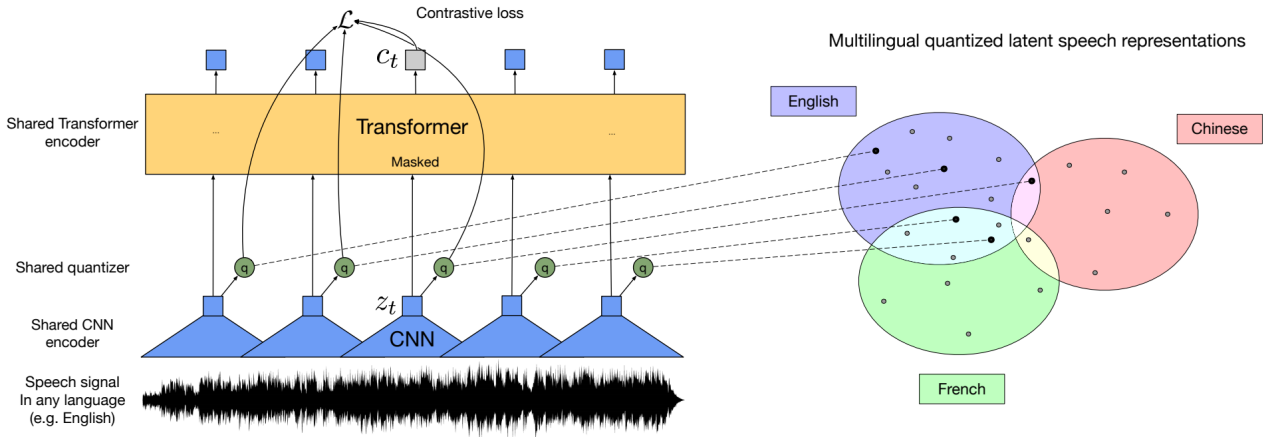 ℒ
Contrastive loss
c_t
Multilingual quantized latent speech representations
English
Chinese
Shared Transformer
encoder
...
Transformer
...
Masked
Shared quantizer
q
q
q
q
q
z_t
Shared CNN
encoder
CNN
Speech signal
In any language
(e.g. English)
French